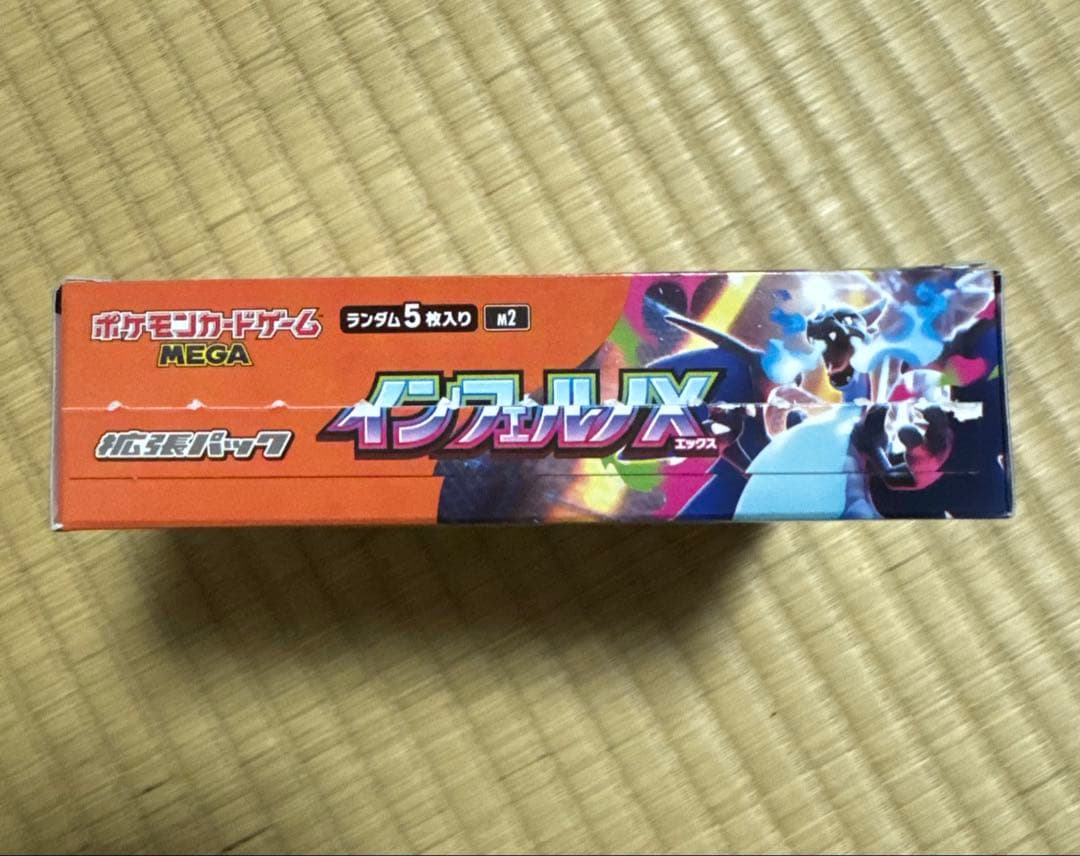 ポケモンカードゲーム
MEGA
ランダム5枚入り
M2
拡張パック
インフェルノX
エックス